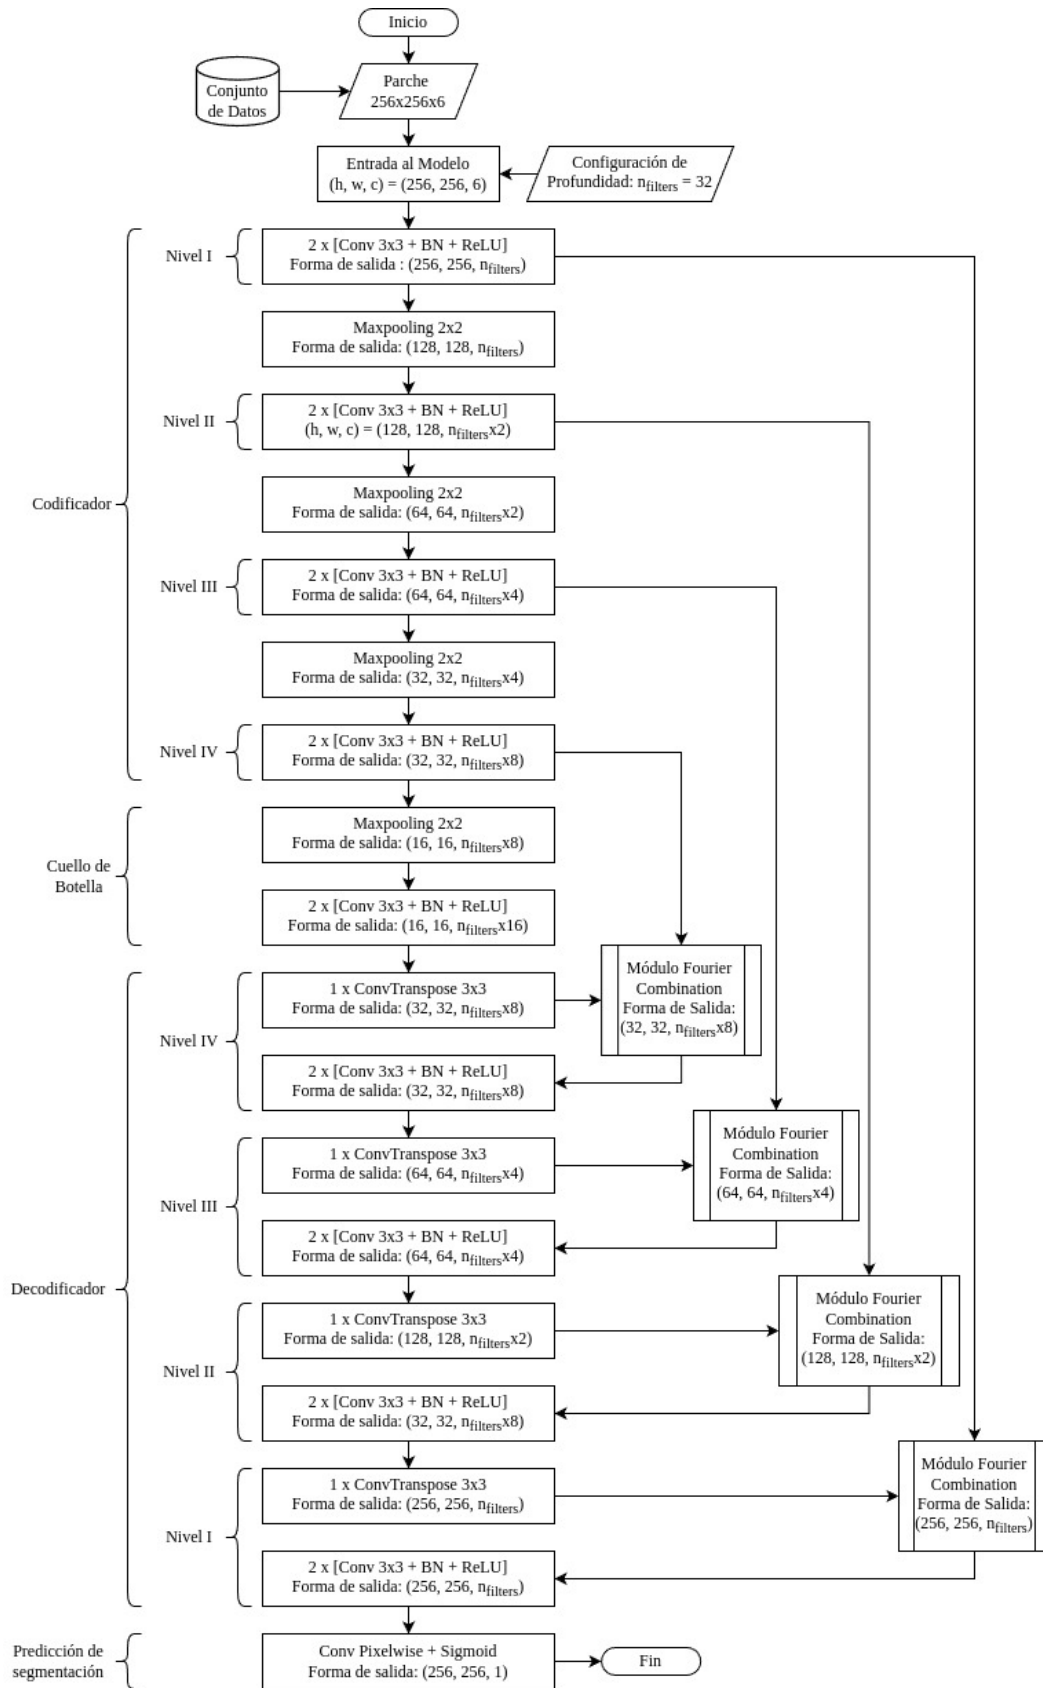 Inicio
Conjunto
de Datos
Parche
256x256x6
Entrada al Modelo
(h, w, c) = (256, 256, 6)
Configuración de
Profundidad: nfilters = 32
Codificador
Nivel I
2 x [Conv 3x3 + BN + ReLU]
Forma de salida : (256, 256, nfilters)
Maxpooling 2x2
Forma de salida: (128, 128, nfilters)
Nivel II
2 x [Conv 3x3 + BN + ReLU]
(h, w, c) = (128, 128, nfiltersx2)
Maxpooling 2x2
Forma de salida: (64, 64, nfiltersx2)
Nivel III
2 x [Conv 3x3 + BN + ReLU]
Forma de salida: (64, 64, nfiltersx4)
Maxpooling 2x2
Forma de salida: (32, 32, nfiltersx4)
Nivel IV
2 x [Conv 3x3 + BN + ReLU]
Forma de salida: (32, 32, nfiltersx8)
Cuello de
Botella
Maxpooling 2x2
Forma de salida: (16, 16, nfiltersx8)
2 x [Conv 3x3 + BN + ReLU]
Forma de salida: (16, 16, nfiltersx16)
Decodificador
Nivel IV
1 x ConvTranspose 3x3
Forma de salida: (32, 32, nfiltersx8)
Módulo Fourier
Combination
Forma de Salida:
(32, 32, nfiltersx8)
2 x [Conv 3x3 + BN + ReLU]
Forma de salida: (32, 32, nfiltersx8)
Nivel III
1 x ConvTranspose 3x3
Forma de salida: (64, 64, nfiltersx4)
Módulo Fourier
Combination
Forma de Salida:
(64, 64, nfiltersx4)
2 x [Conv 3x3 + BN + ReLU]
Forma de salida: (64, 64, nfiltersx4)
Nivel II
1 x ConvTranspose 3x3
Forma de salida: (128, 128, nfiltersx2)
Módulo Fourier
Combination
Forma de Salida:
(128, 128, nfiltersx2)
2 x [Conv 3x3 + BN + ReLU]
Forma de salida: (32, 32, nfiltersx8)
Nivel I
1 x ConvTranspose 3x3
Forma de salida: (256, 256, nfilters)
Módulo Fourier
Combination
Forma de Salida:
(256, 256, nfilters)
2 x [Conv 3x3 + BN + ReLU]
Forma de salida: (256, 256, nfilters)
Predicción de
segmentación
Conv Pixelwise + Sigmoid
Forma de salida: (256, 256, 1)
Fin